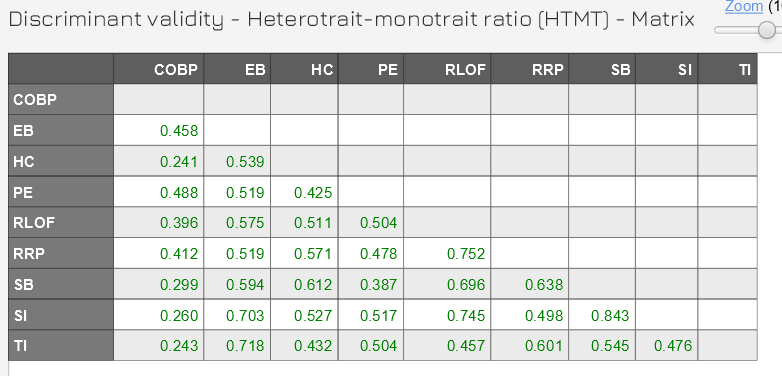 Zoom (1
Discriminant validity - Heterotrait-monotrait ratio (HTMT) - Matrix
COBP EB HC PE RLOF RRP SB SI TI
COBP
EB 0.458
HC 0.241 0.539
PE 0.488 0.519 0.425
RLOF 0.396 0.575 0.511 0.504
RRP 0.412 0.519 0.571 0.478 0.752
SB 0.299 0.594 0.612 0.387 0.696 0.638
SI 0.260 0.703 0.527 0.517 0.745 0.498 0.843
TI 0.243 0.718 0.432 0.504 0.457 0.601 0.545 0.476